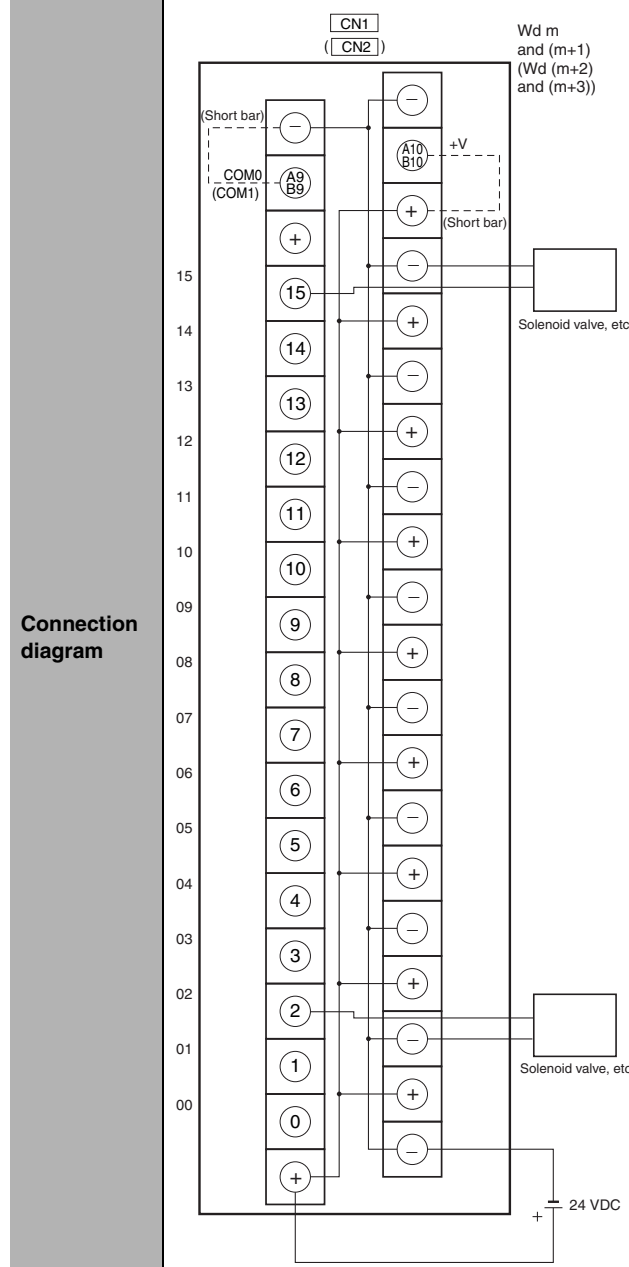 CN1
( CN2 )
Wd m
and (m+1)
(Wd (m+2)
and (m+3))
(Short bar)
−
−
A10
B10
+V
COM0
(COM1)
A9
B9
+
+
(Short bar)
15
15
−
Solenoid valve, etc
14
14
+
13
13
−
12
12
+
11
11
−
10
10
+
09
9
−
Connection
diagram
08
8
+
07
7
−
06
6
+
05
5
−
04
4
+
03
3
−
02
2
+
01
1
−
Solenoid valve, etc
00
0
+
+
−
+
24 VDC